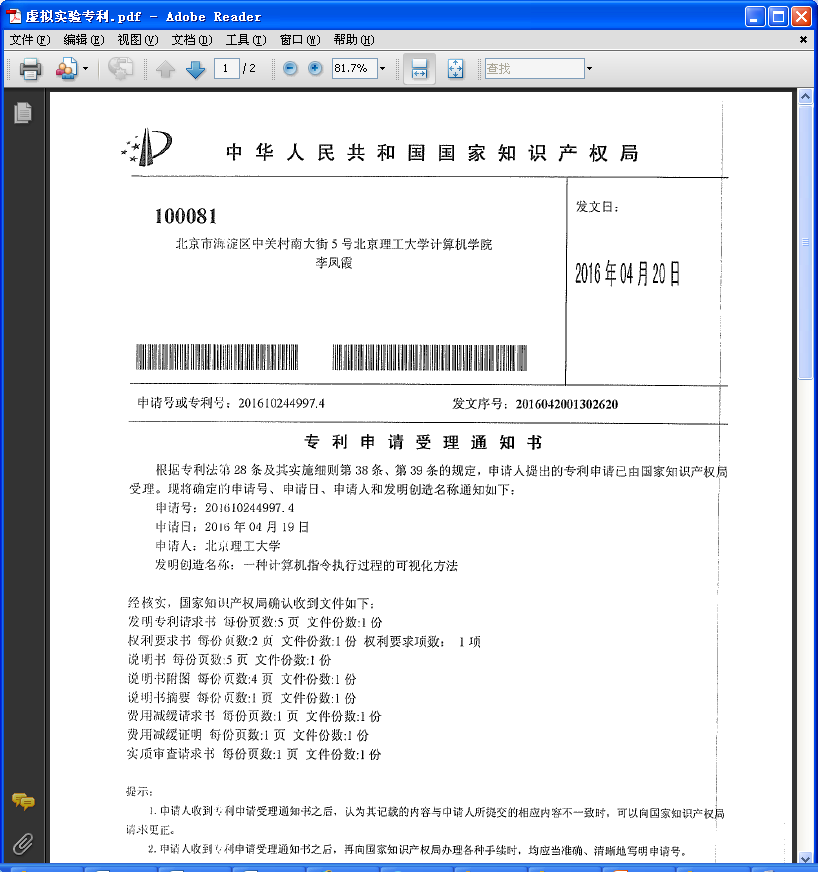 虚拟实验专利.pdf - Adobe Reader
文件(F) 编辑(E) 视图(V) 文档(D) 工具(T) 窗口(W) 帮助(H)
1 / 2 81.7% 查找
中华人民共和国国家知识产权局
100081
北京市海淀区中关村南大街5号北京理工大学计算机学院
李凤霞
发文日：
2016年04月20日
申请号或专利号：201610244997.4 发文序号：2016042001302620
专利申请受理通知书
根据专利法第28条及其实施细则第38条、第39条的规定，申请人提出的专利申请已由国家知识产权局
受理。现将确定的申请号、申请日、申请人和发明创造名称通知如下：
申请号：201610244997.4
申请日：2016年04月19日
申请人：北京理工大学
发明创造名称：一种计算机指令执行过程的可视化方法
经核实，国家知识产权局确认收到文件如下：
发明专利请求书 每份页数:5 页 文件份数:1 份
权利要求书 每份页数:2 页 文件份数:1 份 权利要求项数： 1 项
说明书 每份页数:5 页 文件份数:1 份
说明书附图 每份页数:4 页 文件份数:1 份
说明书摘要 每份页数:1 页 文件份数:1 份
费用减缓请求书 每份页数:1 页 文件份数:1 份
费用减缓证明 每份页数:1 页 文件份数:1 份
实质审查请求书 每份页数:1 页 文件份数:1 份
提示：
1.申请人收到专利申请受理通知书之后，认为其记载的内容与申请人所提交的相应内容不一致时，可以向国家知识产权局
请求更正。
2.申请人收到专利申请受理通知书之后，再向国家知识产权局办理各种手续时，均应当准确、清晰地写明申请号。